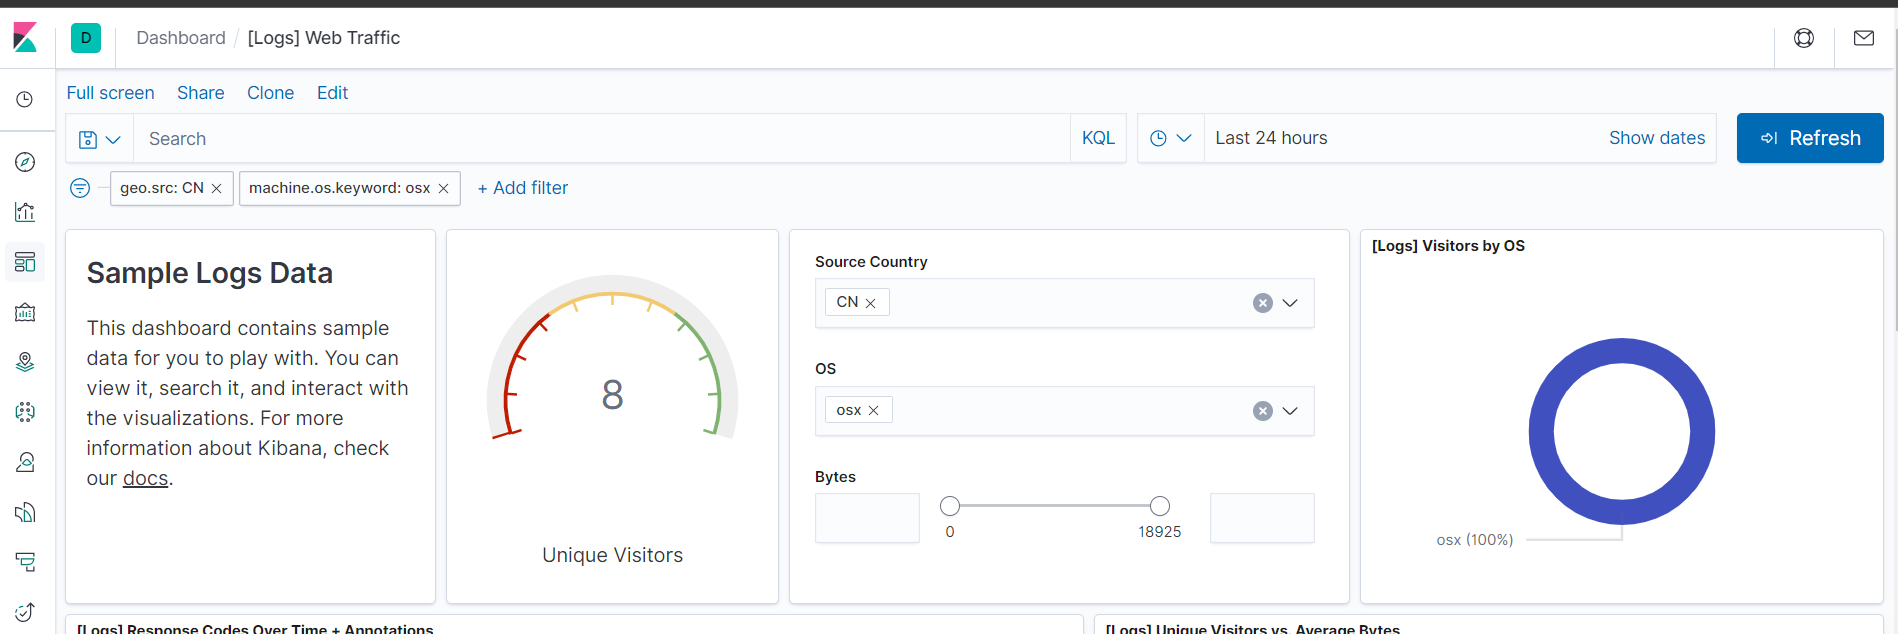 D
Dashboard / [Logs] Web Traffic
Full screen Share Clone Edit
Search
KQL
Last 24 hours
Show dates
Refresh
geo.src: CN
machine.os.keyword: osx
+ Add filter
Sample Logs Data
This dashboard contains sample
data for you to play with. You can
view it, search it, and interact with
the visualizations. For more
information about Kibana, check
our docs.
8
Unique Visitors
Source Country
CN
OS
osx
Bytes
0
18925
[Logs] Visitors by OS
osx (100%)
[Logs] Response Codes Over Time + Annotations
[Logs] Unique Visitors vs. Average Bytes